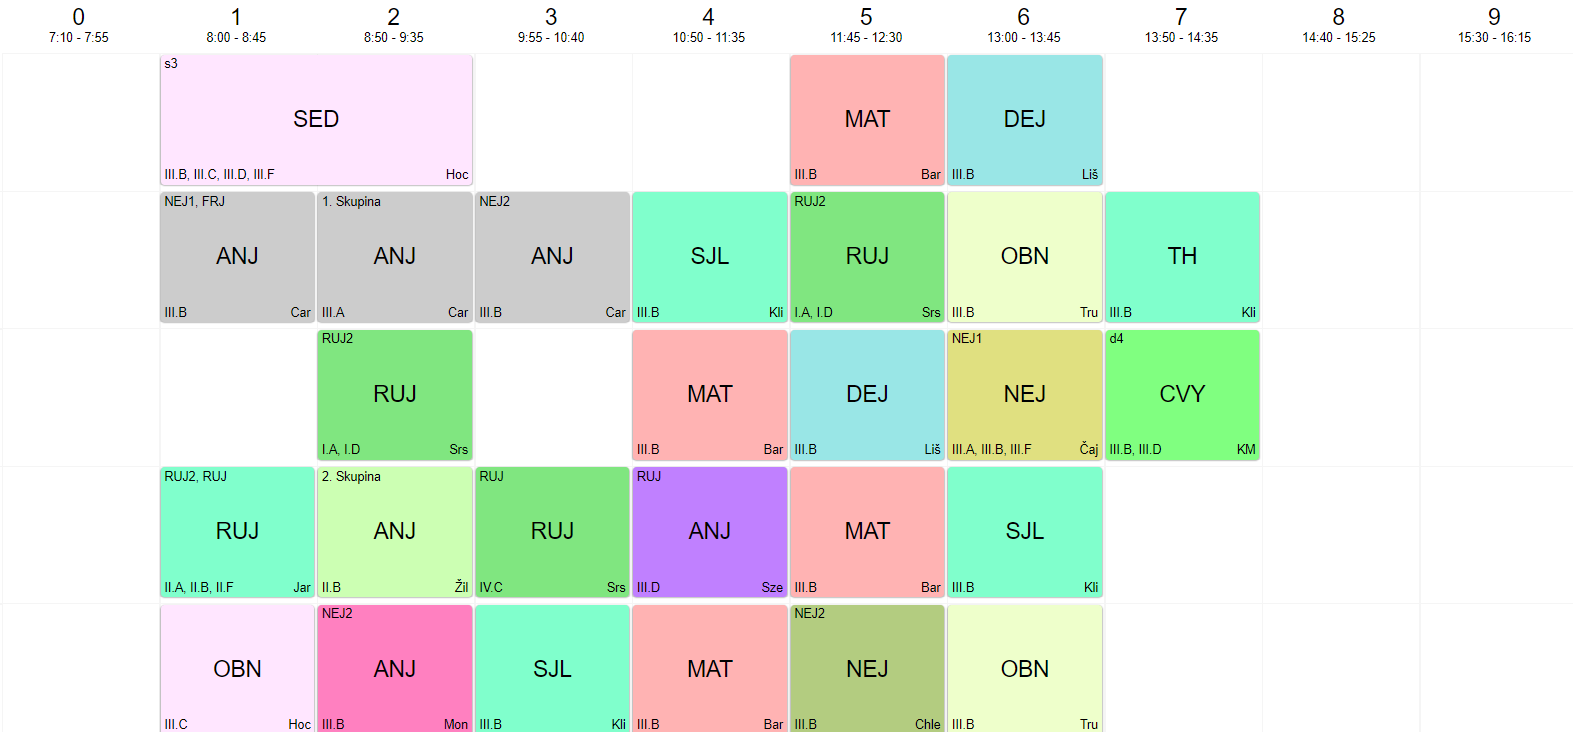 0 1 2 3 4 5 6 7 8 9
7:10 - 7:55 8:00 - 8:45 8:50 - 9:35 9:55 - 10:40 10:50 - 11:35 11:45 - 12:30 13:00 - 13:45 13:50 - 14:35 14:40 - 15:25 15:30 - 16:15
s3
SED MAT DEJ
III.B, III.C, III.D, III.F Hoc III.B Bar III.B Liš
NEJ1, FRJ 1. Skupina NEJ2 RUJ2
ANJ ANJ ANJ SJL RUJ OBN TH
III.B Car III.A Car III.B Car III.B Kli I.A, I.D Srs III.B Tru III.B Kli
RUJ2 NEJ1 d4
RUJ MAT DEJ NEJ CVY
I.A, I.D Srs III.B Bar III.B Liš III.A, III.B, III.F Čaj III.B, III.D KM
RUJ2, RUJ 2. Skupina RUJ RUJ
RUJ ANJ RUJ ANJ MAT SJL
II.A, II.B, II.F Jar II.B Žil IV.C Srs III.D Sze III.B Bar III.B Kli
NEJ2 NEJ2
OBN ANJ SJL MAT NEJ OBN
III.C Hoc III.B Mon III.B Kli III.B Bar III.B Chle III.B Tru